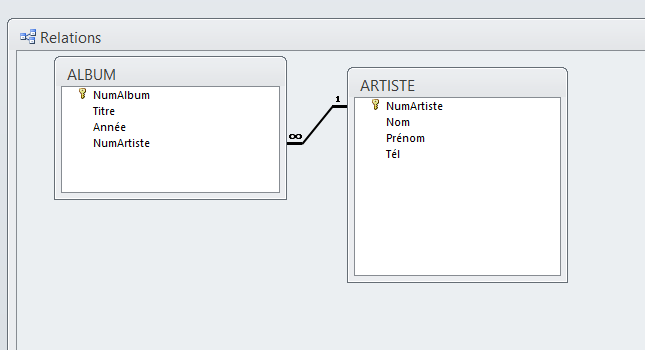 Relations
ALBUM
NumAlbum
Titre
Année
NumArtiste
∞
1
ARTISTE
NumArtiste
Nom
Prénom
Tél